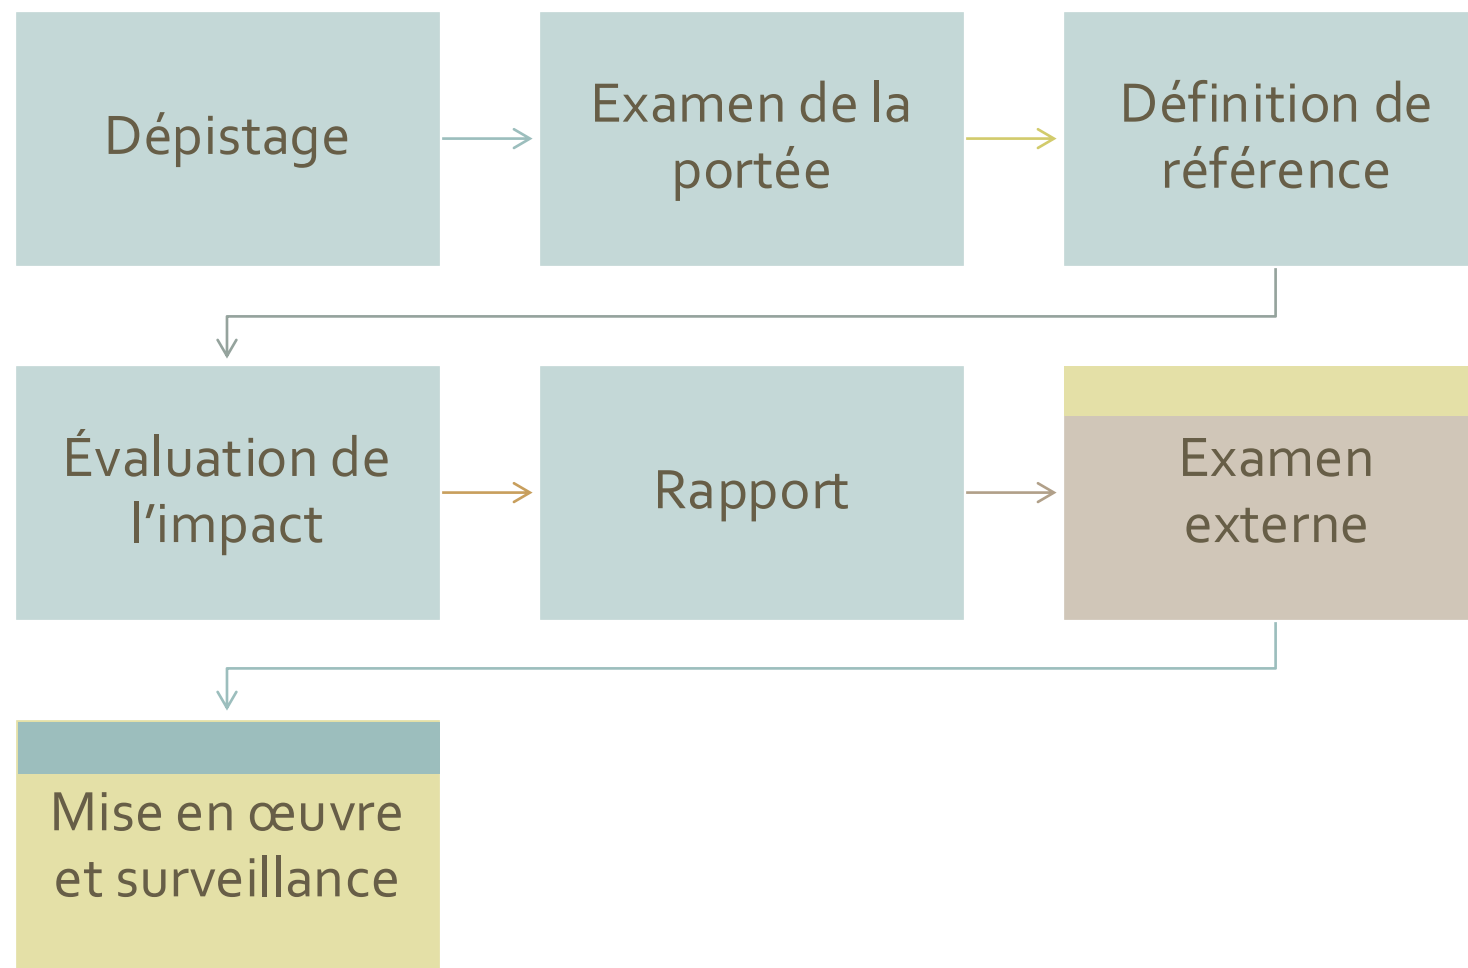 Dépistage
Examen de la
portée
Définition de
référence
Évaluation de
l’impact
Rapport
Examen
externe
Mise en œuvre
et surveillance